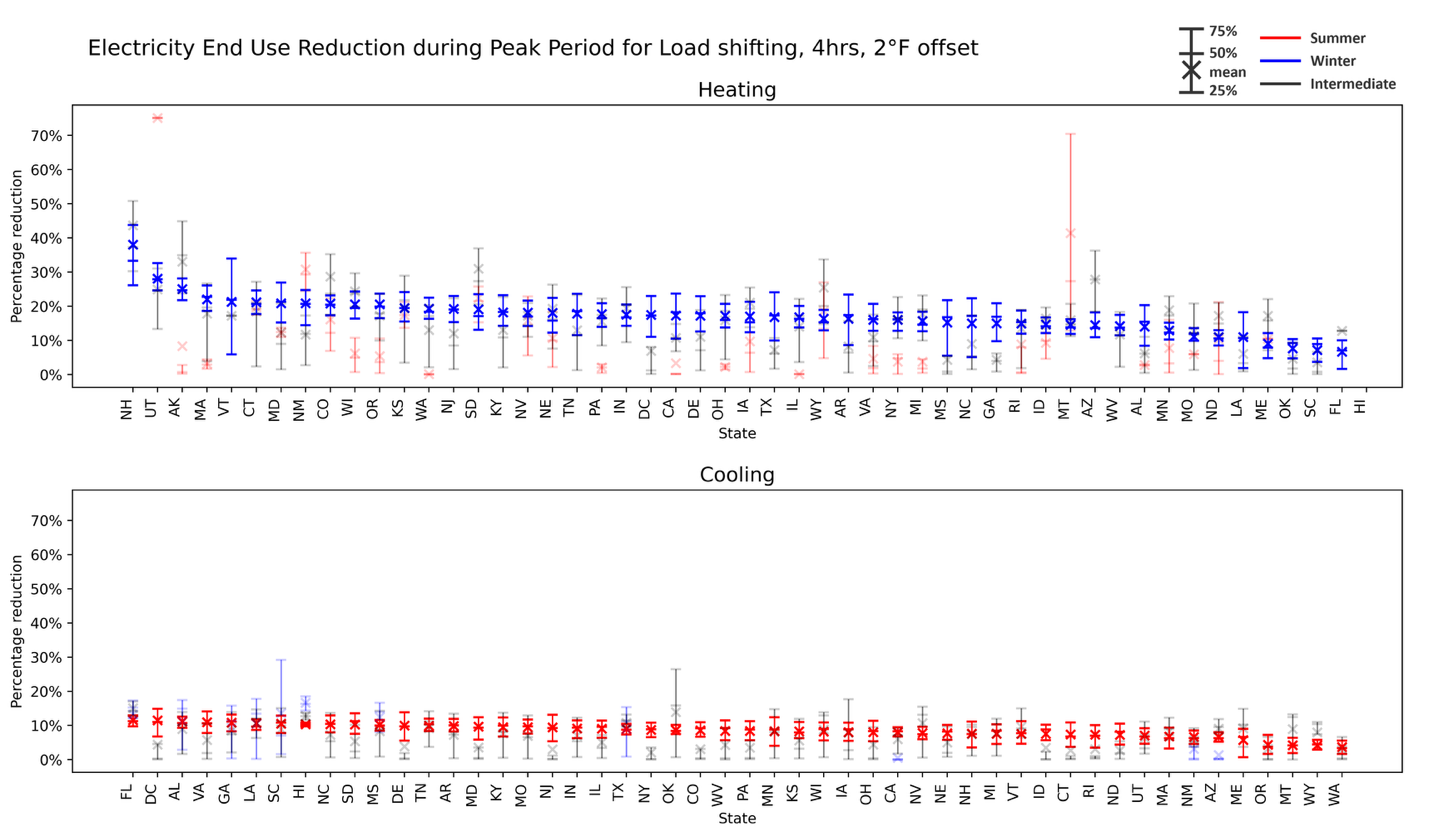 Electricity End Use Reduction during Peak Period for Load shifting, 4hrs, 2°F offset
75%
50%
mean
25%
Summer
Winter
Intermediate
Heating
Percentage reduction
70%
60%
50%
40%
30%
20%
10%
0%
NH UT AK MA VT CT MD NM CO WI OR KS WA NJ SD KY NV NE TN PA IN DC CA DE OH IA TX IL WY AR VA NY MI MS NC GA RI ID MT AZ WV AL MN MO ND LA ME OK SC FL HI
State
Cooling
Percentage reduction
70%
60%
50%
40%
30%
20%
10%
0%
FL DC AL VA GA LA SC HI NC SD MS DE TN AR MD KY MO NJ IN IL TX NY OK CO WV PA MN KS WI IA OH CA NV NE NH MI VT ID CT RI ND UT MA NM AZ ME OR MT WY WA
State